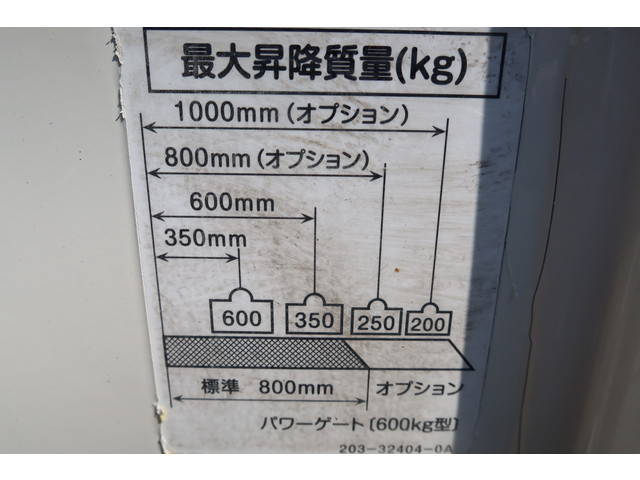 最大昇降質量(kg)
1000mm(オプション)
800mm(オプション)
600mm
350mm
600 350 250 200
標準 800mm オプション
パワーゲート〔600kg型〕
203-32404-0A